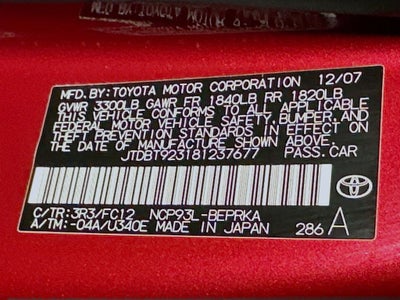 MFD.BY:TOYOTA MOTOR CORPORATION 12/07
GVWR 3300LB GAWR FR 1840LB RR 1820LB
THIS VEHICLE CONFORMS TO ALL APPLICABLE
FEDERAL MOTOR VEHICLE SAFETY,BUMPER,AND
THEFT PREVENTION STANDARDS IN EFFECT ON
THE DATE OF MANUFACTURE SHOWN ABOVE.
JTDBT923181237677 PASS.CAR
TOYOTA
C/TR:3R3/FC12 NCP93L-BEPRKA
A/TM:-04A/U340E MADE IN JAPAN 286 A